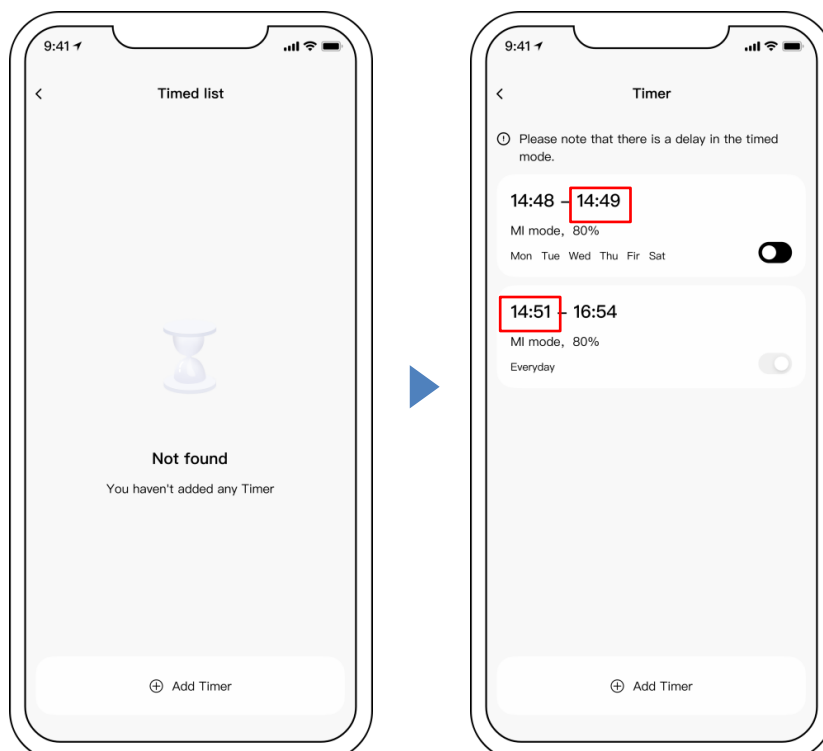 9:41
Timed list
Not found
You haven't added any Timer
Add Timer
9:41
Timer
Please note that there is a delay in the timed
mode.
14:48 – 14:49
MI mode, 80%
Mon Tue Wed Thu Fir Sat
14:51 – 16:54
MI mode, 80%
Everyday
Add Timer